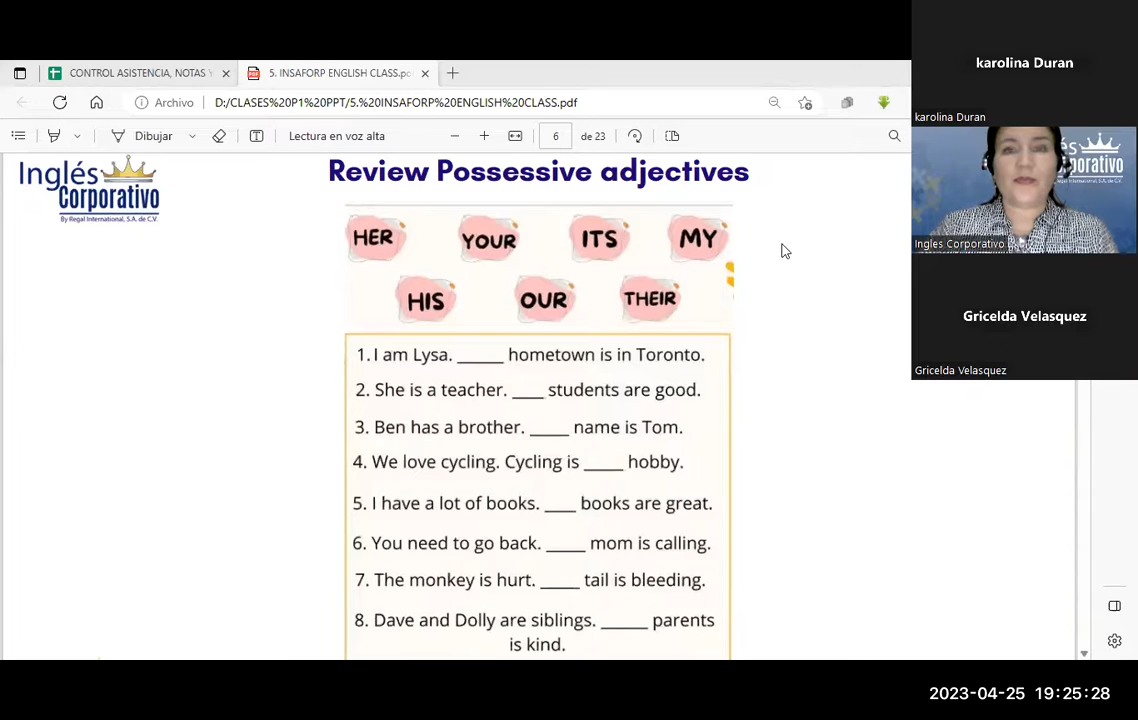 CONTROL ASISTENCIA, NOTAS Y
5. INSAFORP ENGLISH CLASS.pdf
Archivo
D:/CLASES%20P1%20PPT/5.%20INSAFORP%20ENGLISH%20CLASS.pdf
Dibujar
Lectura en voz alta
6
de 23
Inglés
Corporativo
By Regal International, S.A. de C.V.
Review Possessive adjectives
HER
YOUR
ITS
MY
HIS
OUR
THEIR
1. I am Lysa. ______ hometown is in Toronto.
2. She is a teacher. ____ students are good.
3. Ben has a brother. _____ name is Tom.
4. We love cycling. Cycling is _____ hobby.
5. I have a lot of books. ____ books are great.
6. You need to go back. _____ mom is calling.
7. The monkey is hurt. _____ tail is bleeding.
8. Dave and Dolly are siblings. ______ parents
is kind.
karolina Duran
karolina Duran
Ingles Corporativo
Gricelda Velasquez
Gricelda Velasquez
2023-04-25 19:25:28